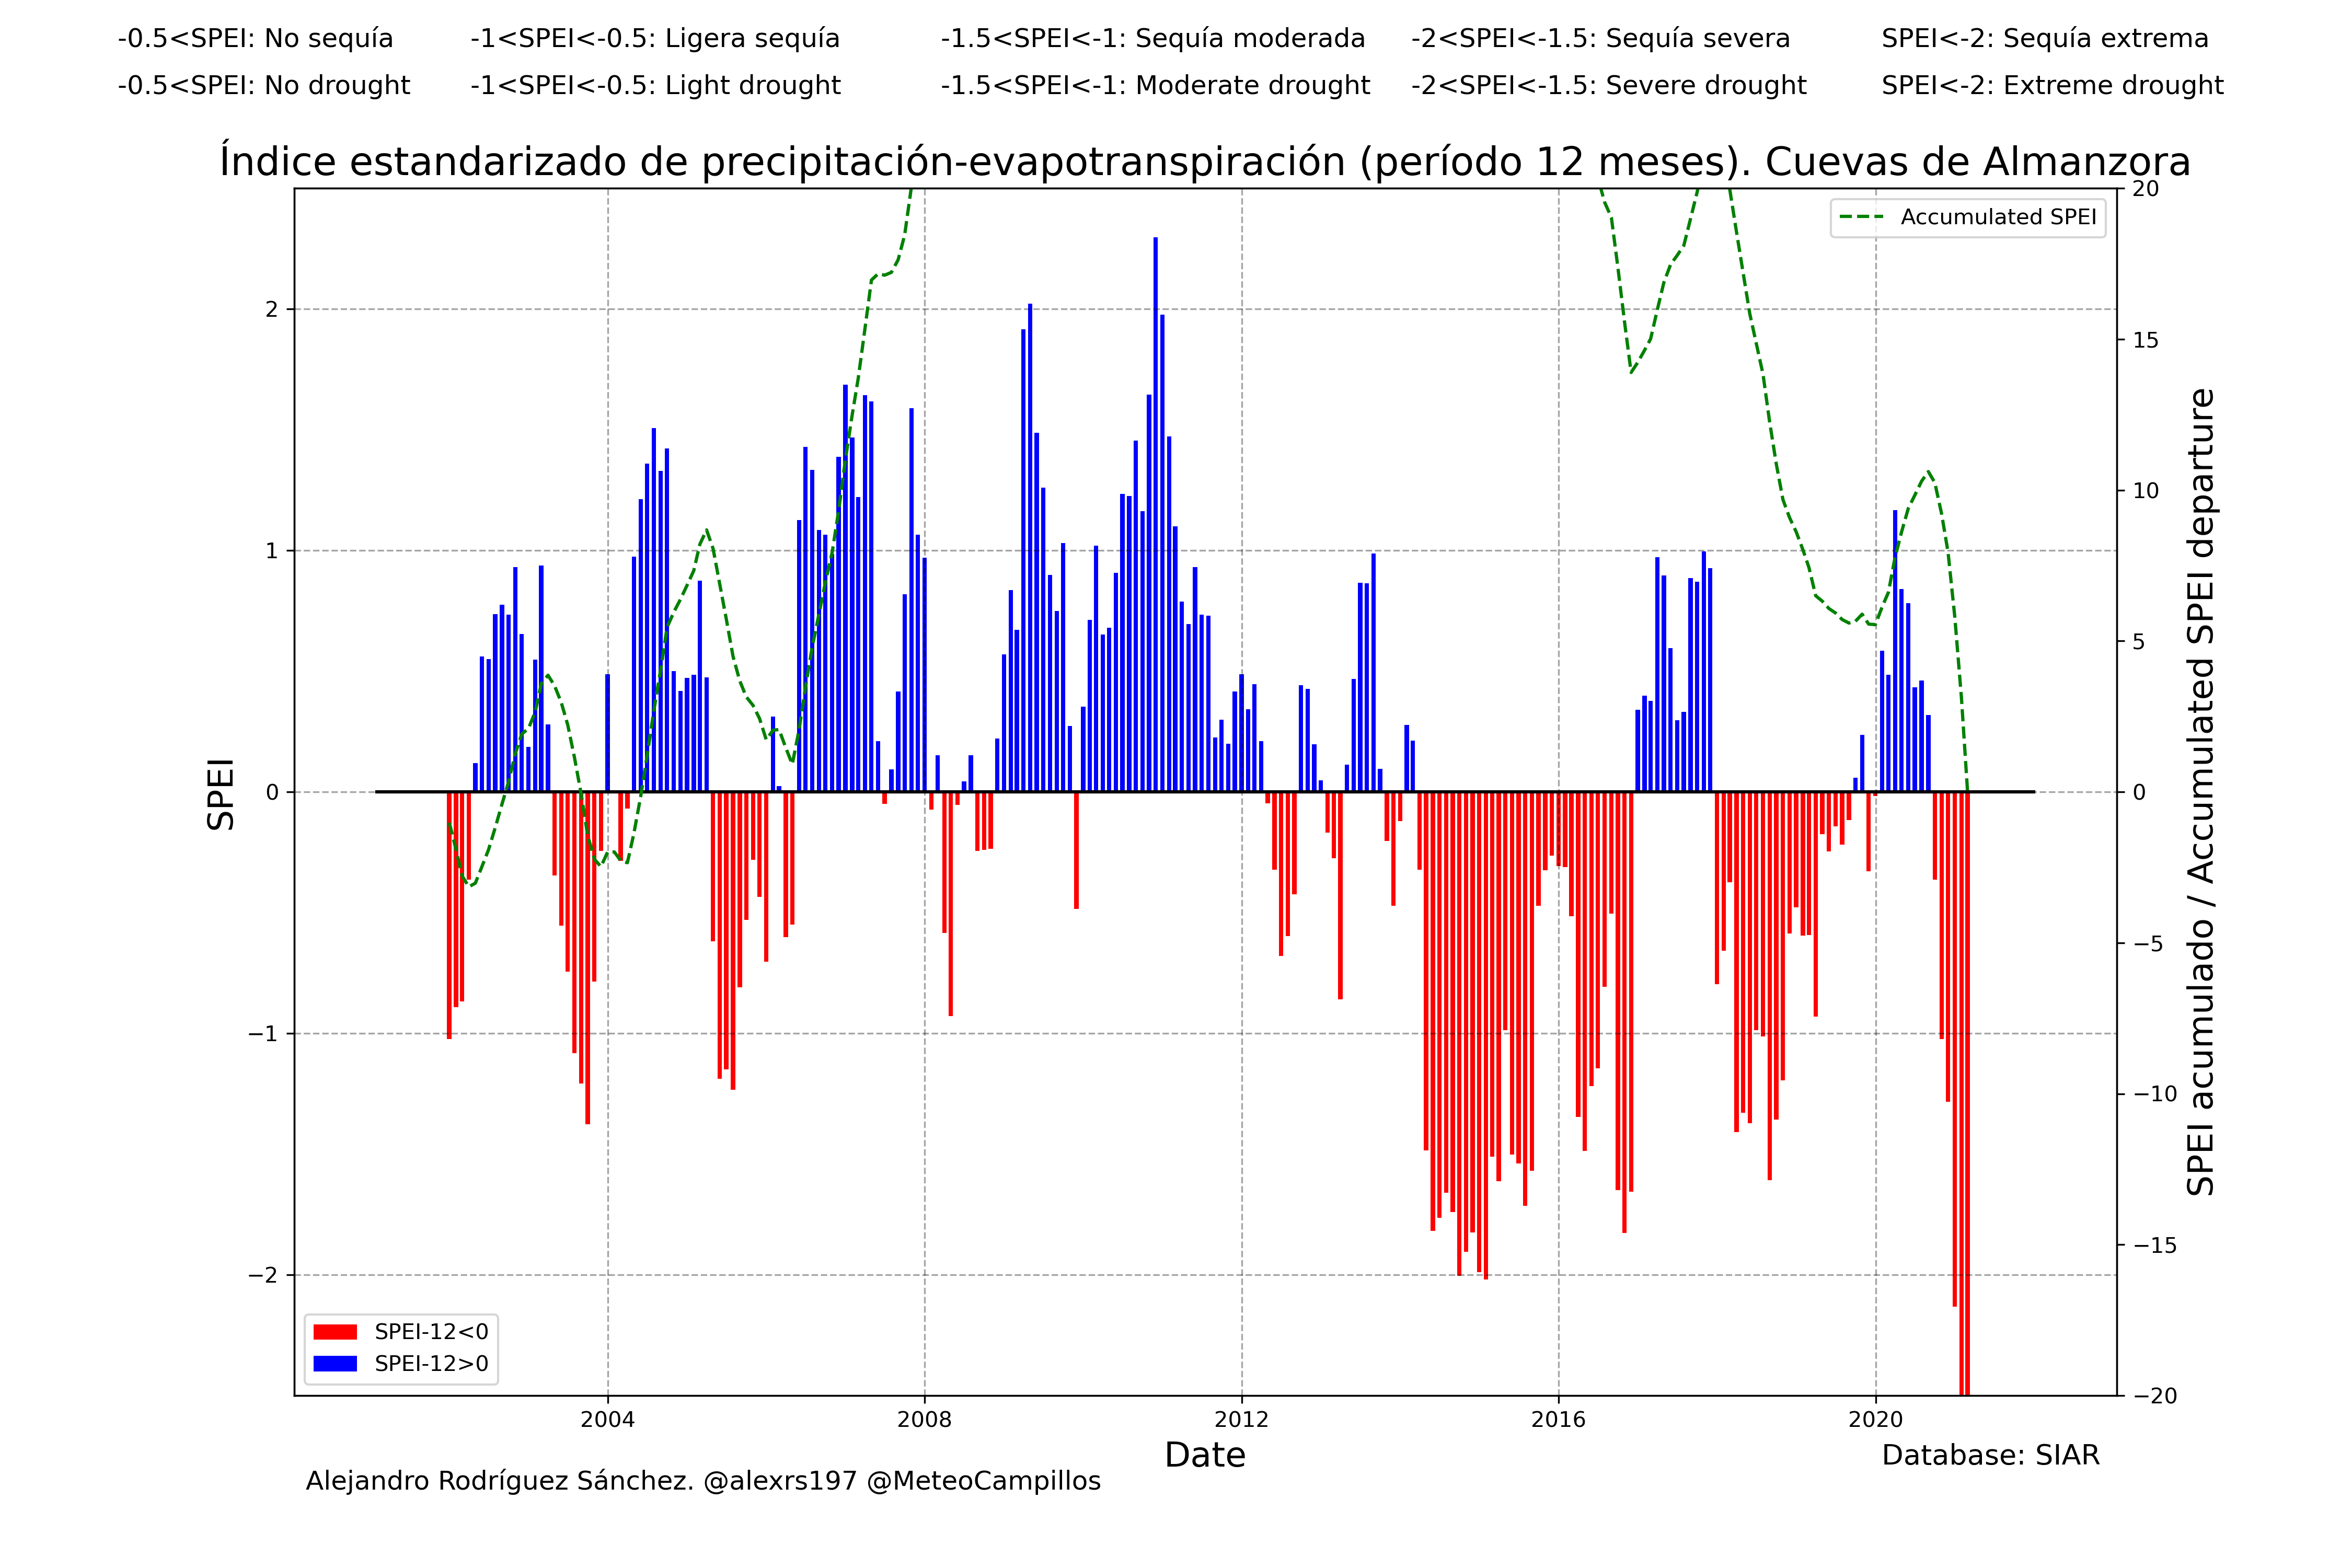 -0.5<SPEI: No sequía -1<SPEI<-0.5: Ligera sequía -1.5<SPEI<-1: Sequía moderada -2<SPEI<-1.5: Sequía severa SPEI<-2: Sequía extrema
-0.5<SPEI: No drought -1<SPEI<-0.5: Light drought -1.5<SPEI<-1: Moderate drought -2<SPEI<-1.5: Severe drought SPEI<-2: Extreme drought
Índice estandarizado de precipitación-evapotranspiración (período 12 meses). Cuevas de Almanzora
Accumulated SPEI
SPEI
2
1
0
−1
−2
20
15
10
5
0
−5
−10
−15
−20
SPEI acumulado / Accumulated SPEI departure
SPEI-12<0
SPEI-12>0
2004 2008 2012 2016 2020
Date
Database: SIAR
Alejandro Rodríguez Sánchez. @alexrs197 @MeteoCampillos